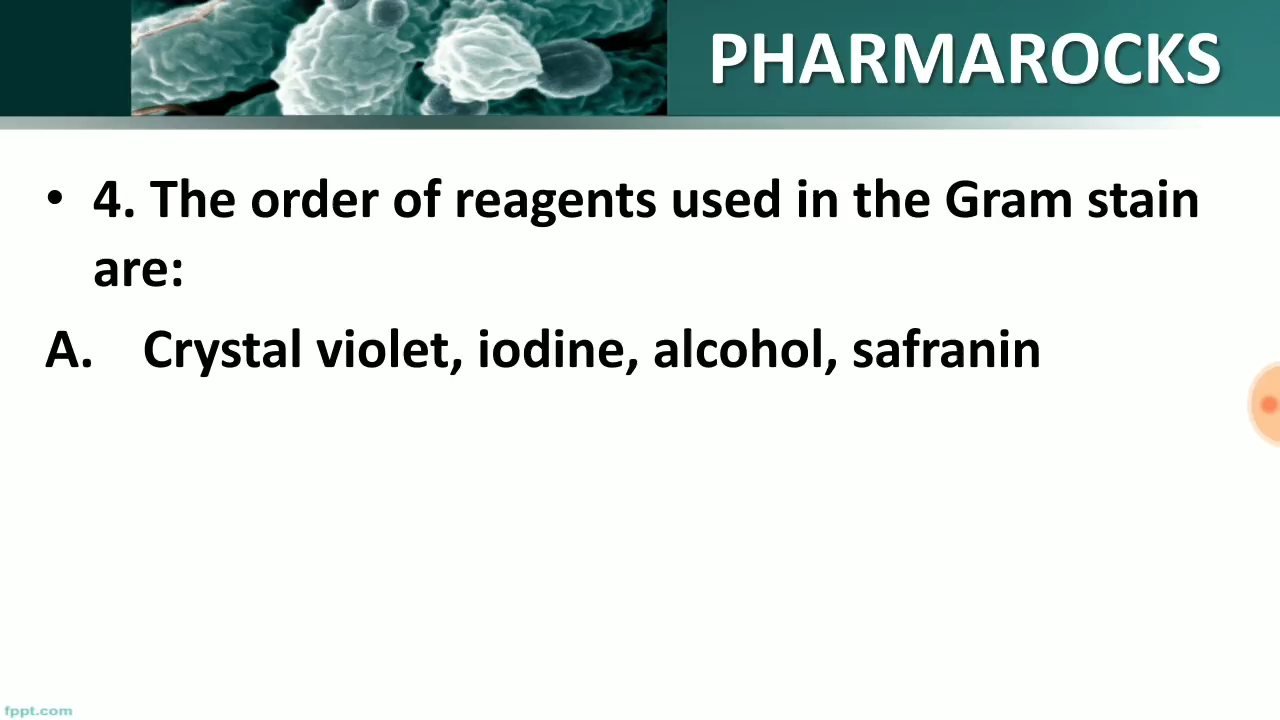 PHARMAROCKS
• 4. The order of reagents used in the Gram stain
are:
A. Crystal violet, iodine, alcohol, safranin
fppt.com